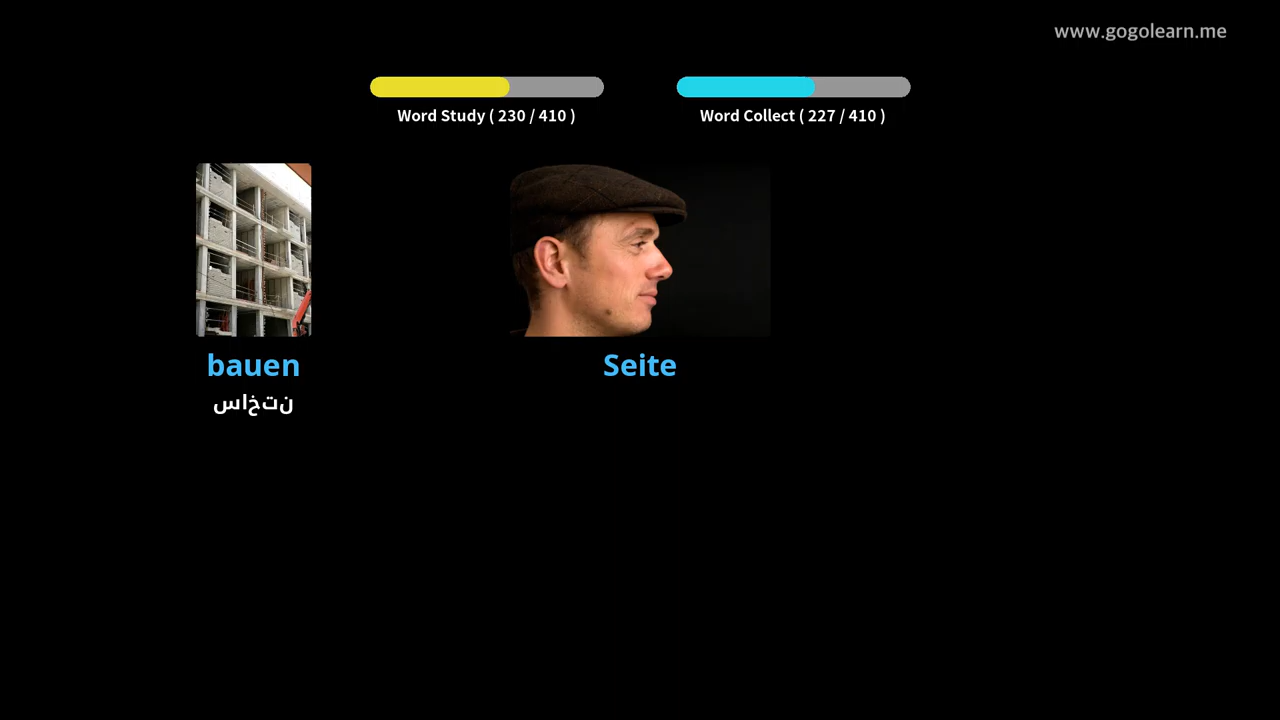 www.gogolearn.me
Word Study ( 230 / 410 )
Word Collect ( 227 / 410 )
bauen
Seite
ساختن